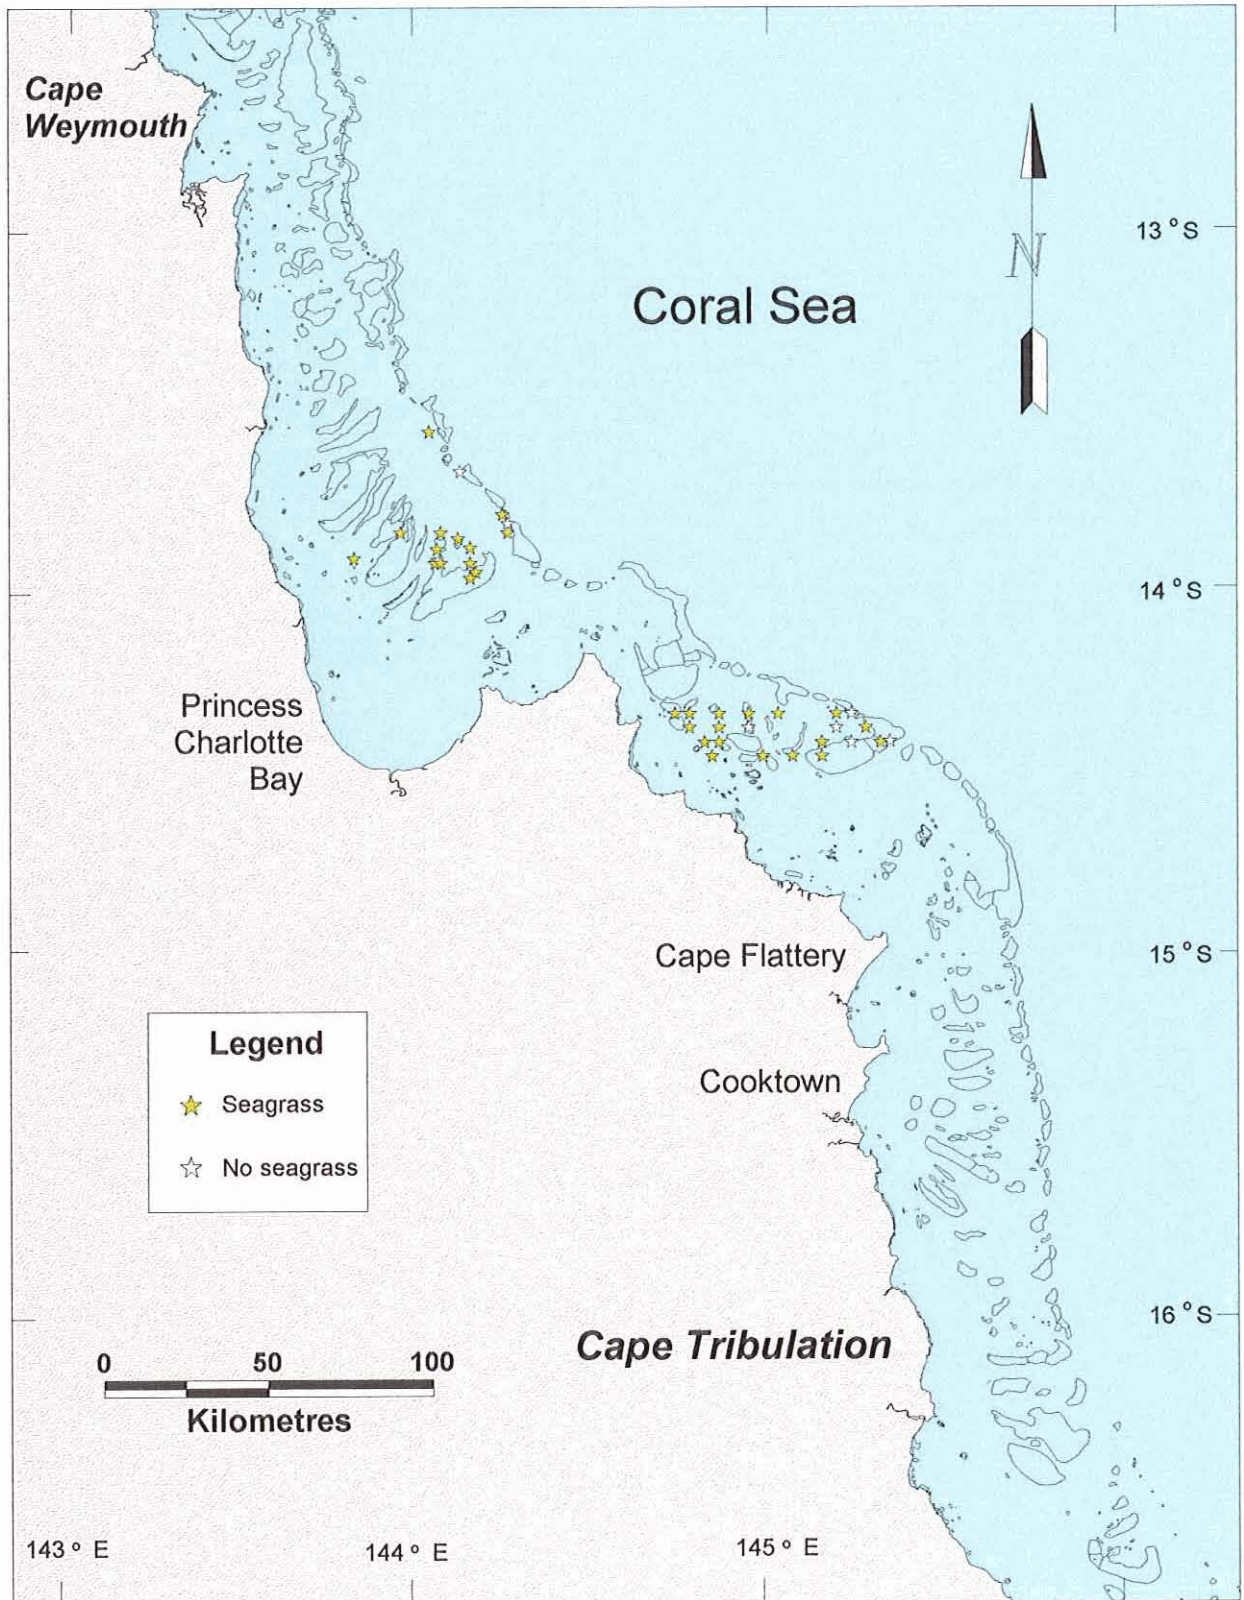 Cape
Weymouth
13 °S
N
Coral Sea
14 °S
Princess
Charlotte
Bay
Cape Flattery
15 °S
Legend
Seagrass
No seagrass
Cooktown
16 °S
Cape Tribulation
0 50 100
Kilometres
143 ° E
144 ° E
145 ° E